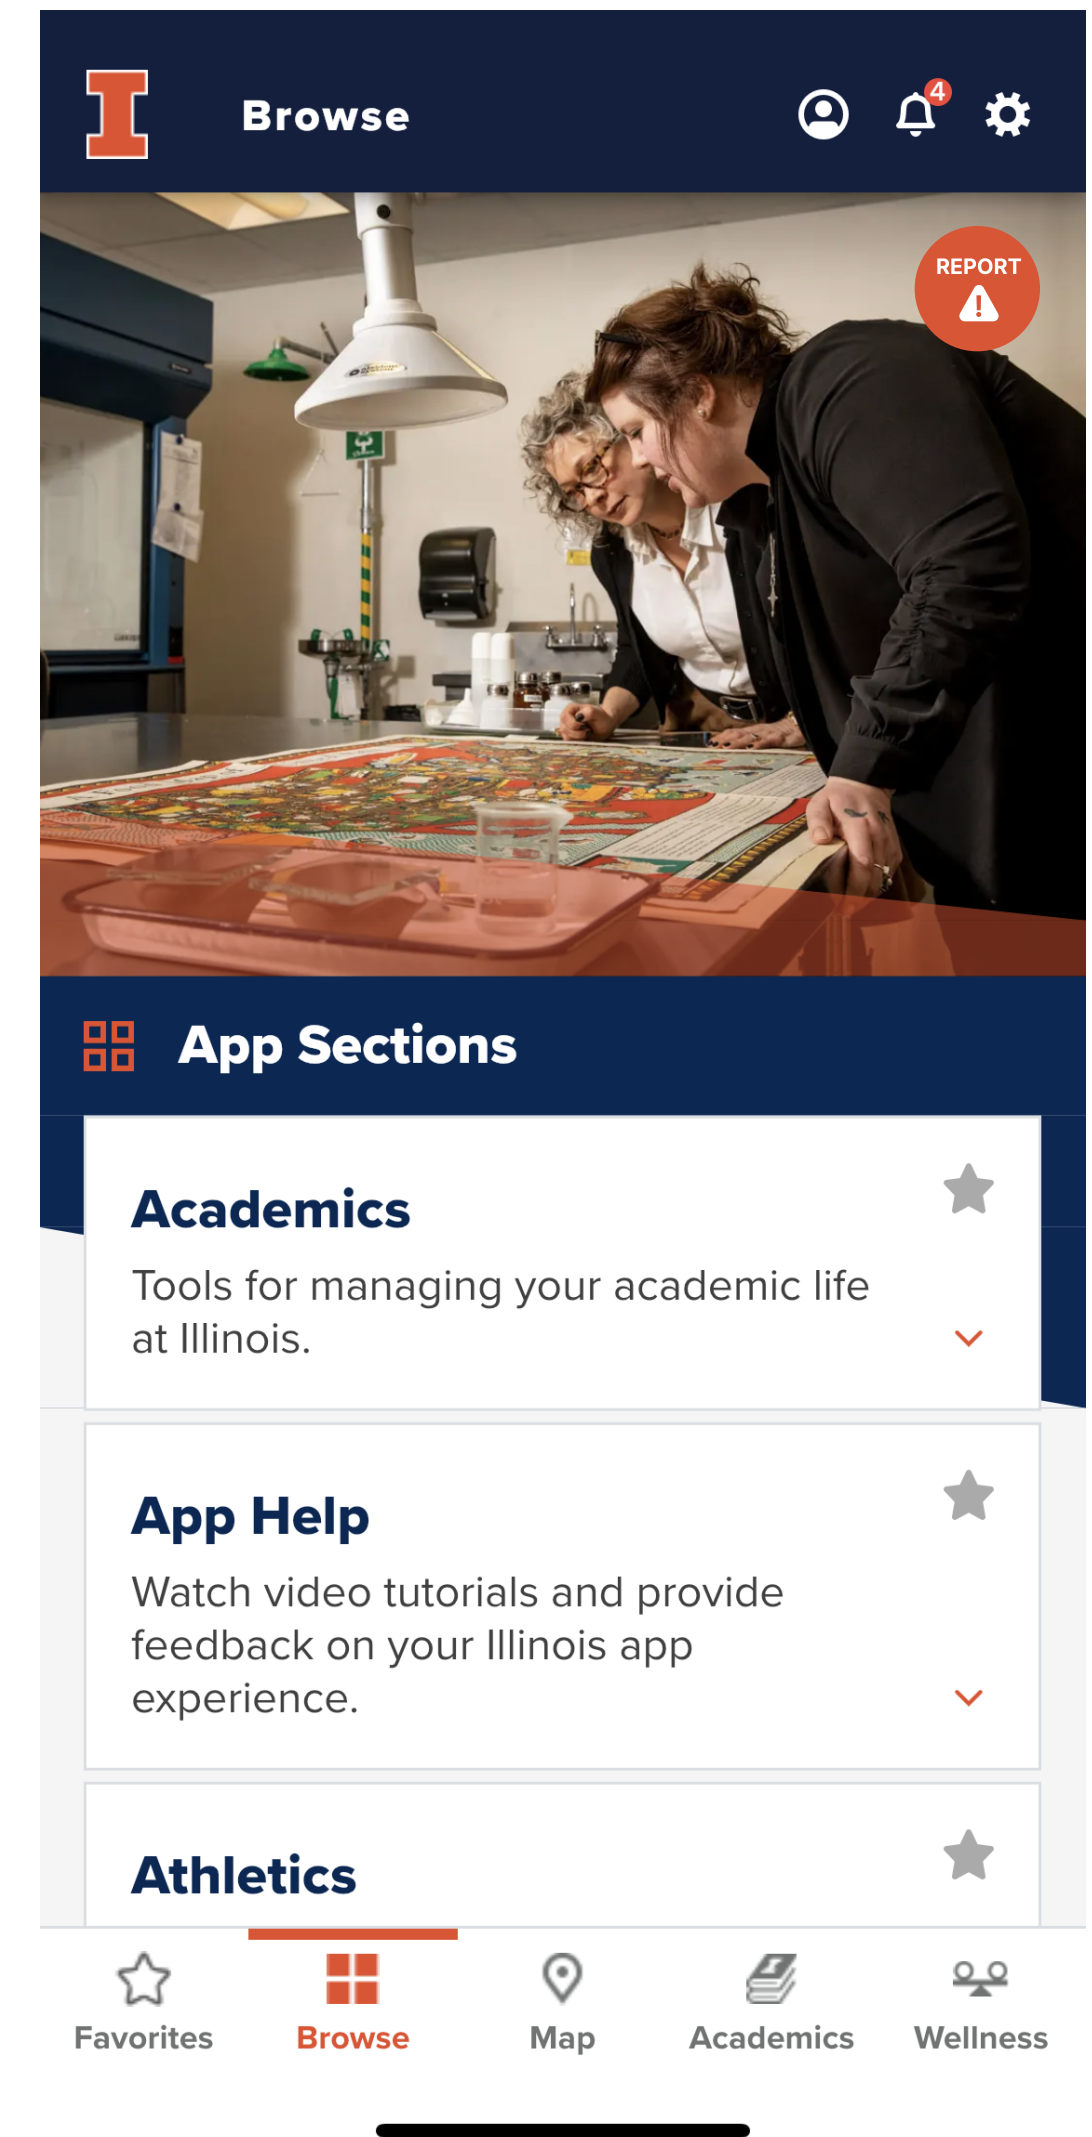 Browse
4
REPORT
App Sections
Academics
Tools for managing your academic life
at Illinois.
App Help
Watch video tutorials and provide
feedback on your Illinois app
experience.
Athletics
Favorites
Browse
Map
Academics
Wellness